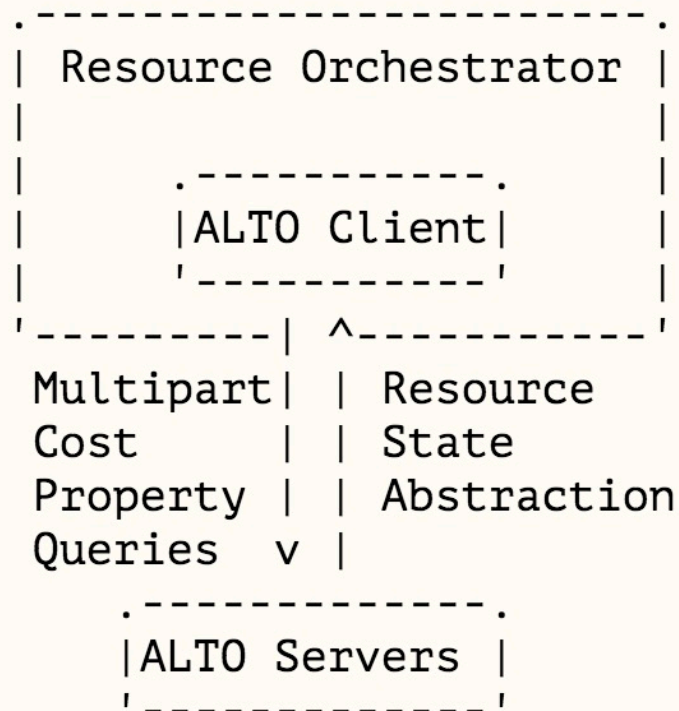 .-----------------------.
| Resource Orchestrator |
|                       |
|     .-----------.     |
|     |ALTO Client|     |
|     '-----------'     |
'---------| ^-----------'
Multipart| | Resource
Cost     | | State
Property | | Abstraction
Queries  v |
.-------------.
|ALTO Servers |
'-------------'